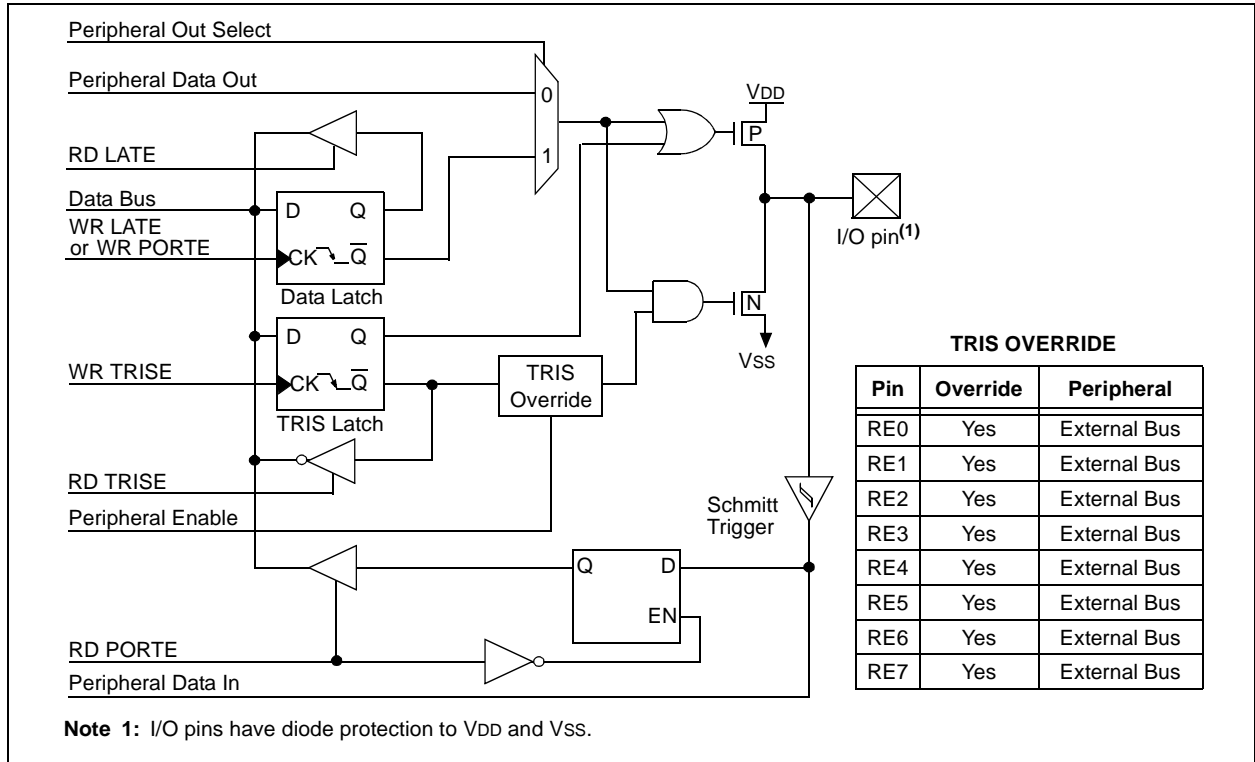 Peripheral Out Select
Peripheral Data Out
0
VDD
P
RD LATE
1
Data Bus
D Q
WR LATE
or WR PORTE
CK Q̅
I/O pin(1)
Data Latch
N
D Q
VSS
WR TRISE
CK Q̅
TRIS
Override
TRIS Latch
RD TRISE
Schmitt
Trigger
Peripheral Enable
Q D
EN
RD PORTE
Peripheral Data In
TRIS OVERRIDE
Pin Override Peripheral
RE0 Yes External Bus
RE1 Yes External Bus
RE2 Yes External Bus
RE3 Yes External Bus
RE4 Yes External Bus
RE5 Yes External Bus
RE6 Yes External Bus
RE7 Yes External Bus
Note 1: I/O pins have diode protection to VDD and VSS.